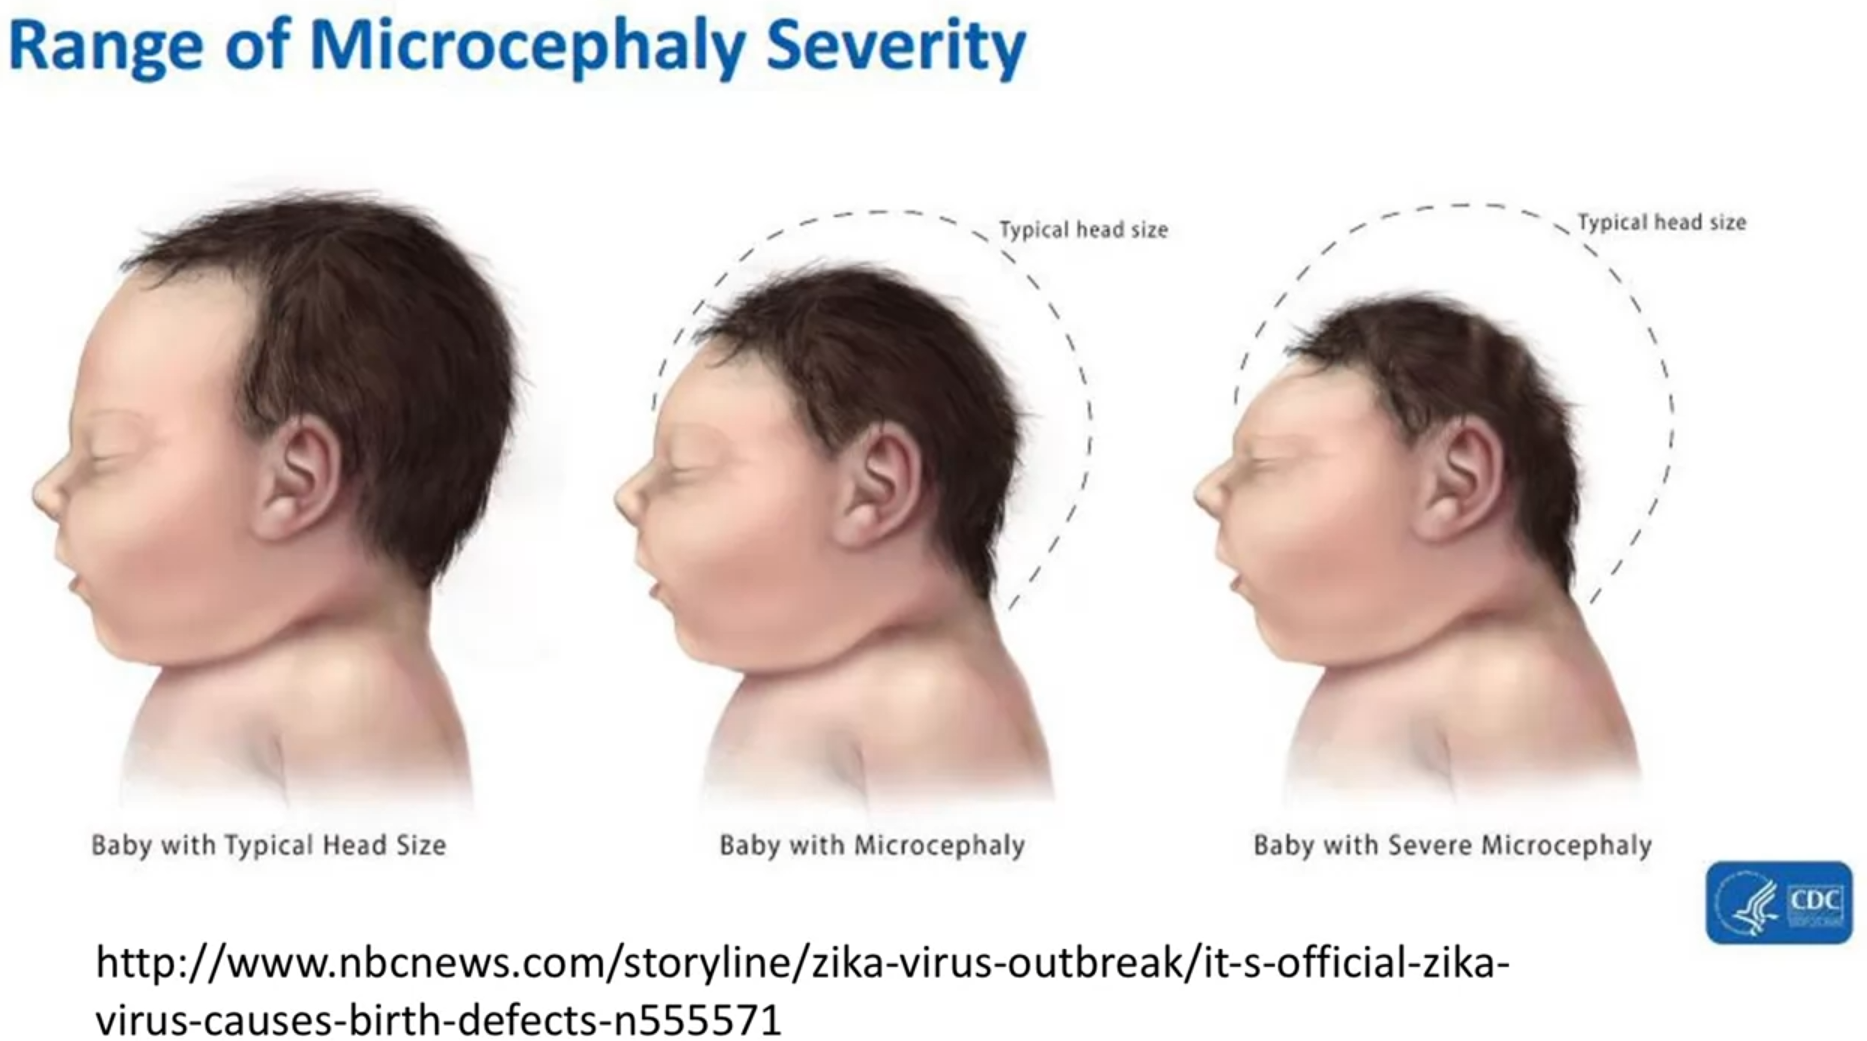 Range of Microcephaly Severity
Typical head size
Typical head size
Baby with Typical Head Size
Baby with Microcephaly
Baby with Severe Microcephaly
CDC
http://www.nbcnews.com/storyline/zika-virus-outbreak/it-s-official-zika-
virus-causes-birth-defects-n555571